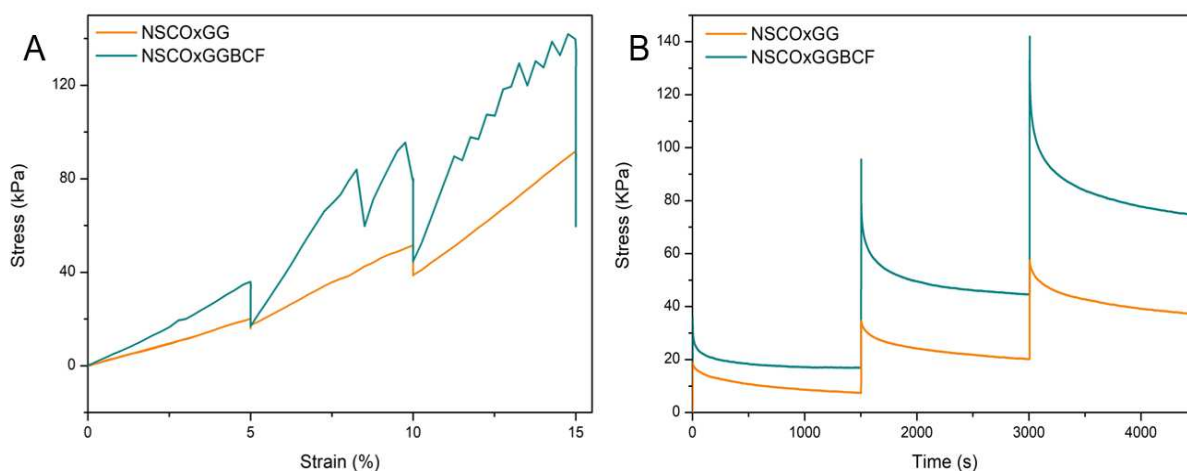 A
NSCOxGG
NSCOxGGBCF
120
80
40
0
Stress (kPa)
0
5
10
15
Strain (%)
B
NSCOxGG
NSCOxGGBCF
140
120
100
80
60
40
20
0
Stress (KPa)
0
1000
2000
3000
4000
Time (s)